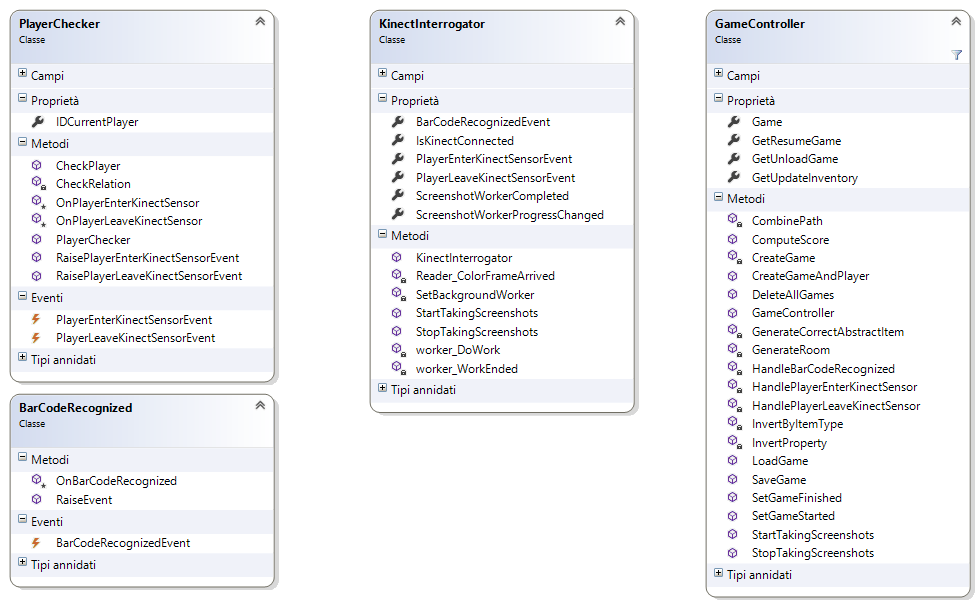 PlayerChecker
Classe
Campi
Proprietà
IDCurrentPlayer
Metodi
CheckPlayer
CheckRelation
OnPlayerEnterKinectSensor
OnPlayerLeaveKinectSensor
PlayerChecker
RaisePlayerEnterKinectSensorEvent
RaisePlayerLeaveKinectSensorEvent
Eventi
PlayerEnterKinectSensorEvent
PlayerLeaveKinectSensorEvent
Tipi annidati
BarCodeRecognized
Classe
Metodi
OnBarCodeRecognized
RaiseEvent
Eventi
BarCodeRecognizedEvent
Tipi annidati
KinectInterrogator
Classe
Campi
Proprietà
BarCodeRecognizedEvent
IsKinectConnected
PlayerEnterKinectSensorEvent
PlayerLeaveKinectSensorEvent
ScreenshotWorkerCompleted
ScreenshotWorkerProgressChanged
Metodi
KinectInterrogator
Reader_ColorFrameArrived
SetBackgroundWorker
StartTakingScreenshots
StopTakingScreenshots
worker_DoWork
worker_WorkEnded
Tipi annidati
GameController
Classe
Campi
Proprietà
Game
GetResumeGame
GetUnloadGame
GetUpdateInventory
Metodi
CombinePath
ComputeScore
CreateGame
CreateGameAndPlayer
DeleteAllGames
GameController
GenerateCorrectAbstractItem
GenerateRoom
HandleBarCodeRecognized
HandlePlayerEnterKinectSensor
HandlePlayerLeaveKinectSensor
InvertByItemType
InvertProperty
LoadGame
SaveGame
SetGameFinished
SetGameStarted
StartTakingScreenshots
StopTakingScreenshots
Tipi annidati